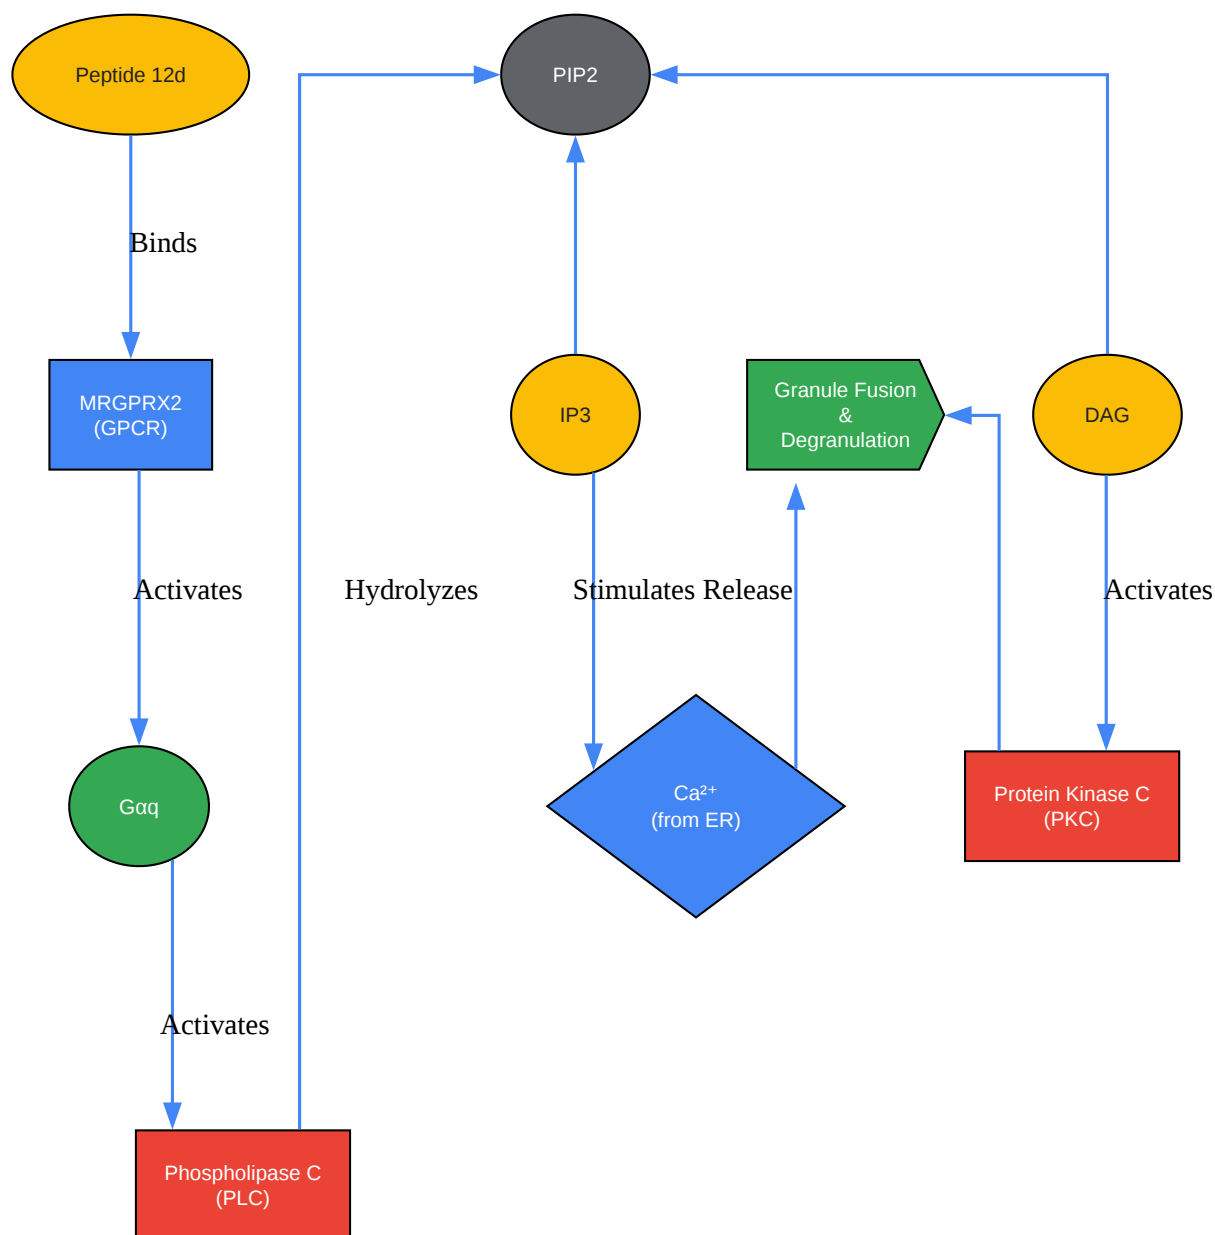 Peptide 12d
PIP2
Binds
MRGPRX2
(GPCR)
IP3
Granule Fusion
&
Degranulation
DAG
Activates
Hydrolyzes
Stimulates Release
Activates
Gαq
Ca²⁺
(from ER)
Protein Kinase C
(PKC)
Activates
Phospholipase C
(PLC)